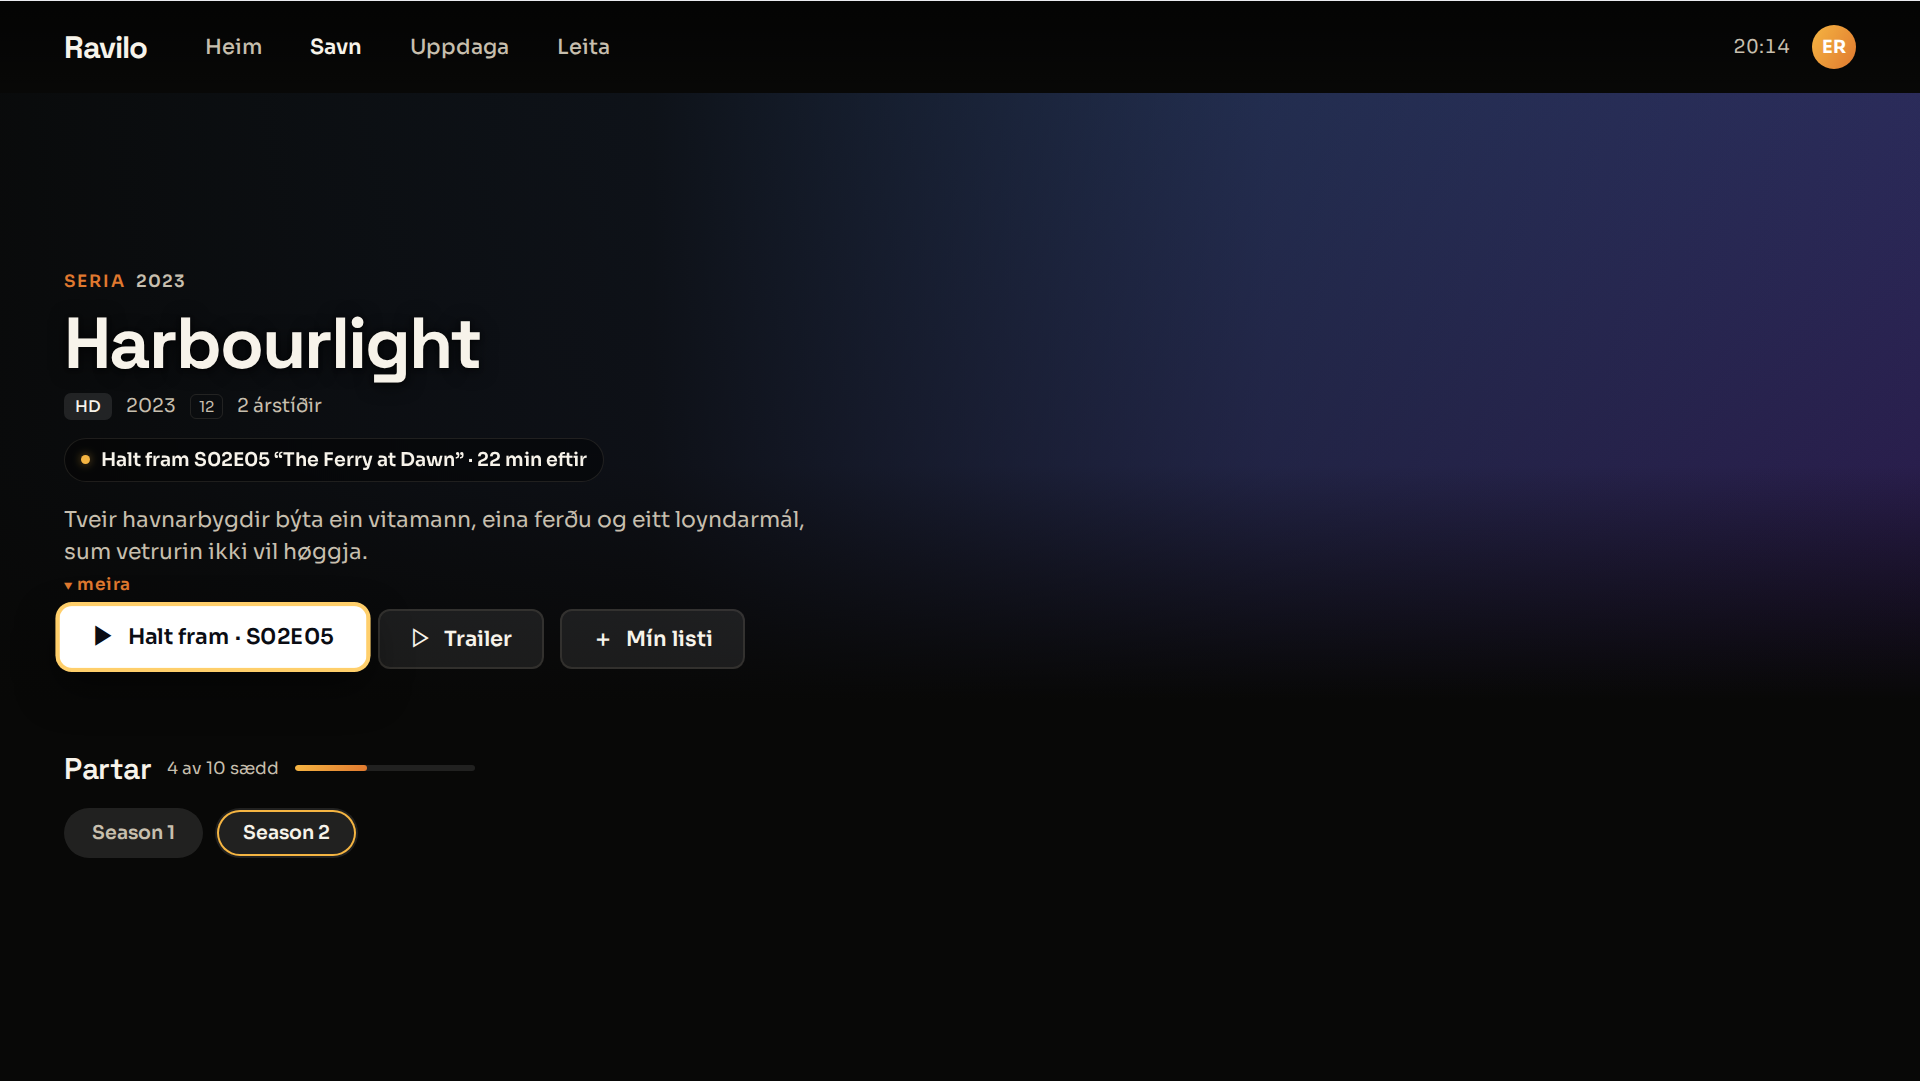 Ravilo Heim Savn Uppdaga Leita 20:14 ER
SERIA 2023
Harbourlight
HD 2023 12 2 árstíðir
Halt fram S02E05 “The Ferry at Dawn” · 22 min eftir
Tveir havnarbygdir býta ein vitamann, eina ferðu og eitt loyndarmál,
sum vetrurin ikki vil høggja.
▾ meira
▶ Halt fram · S02E05 ▷ Trailer + Mín listi
Partar 4 av 10 sædd
Season 1 Season 2